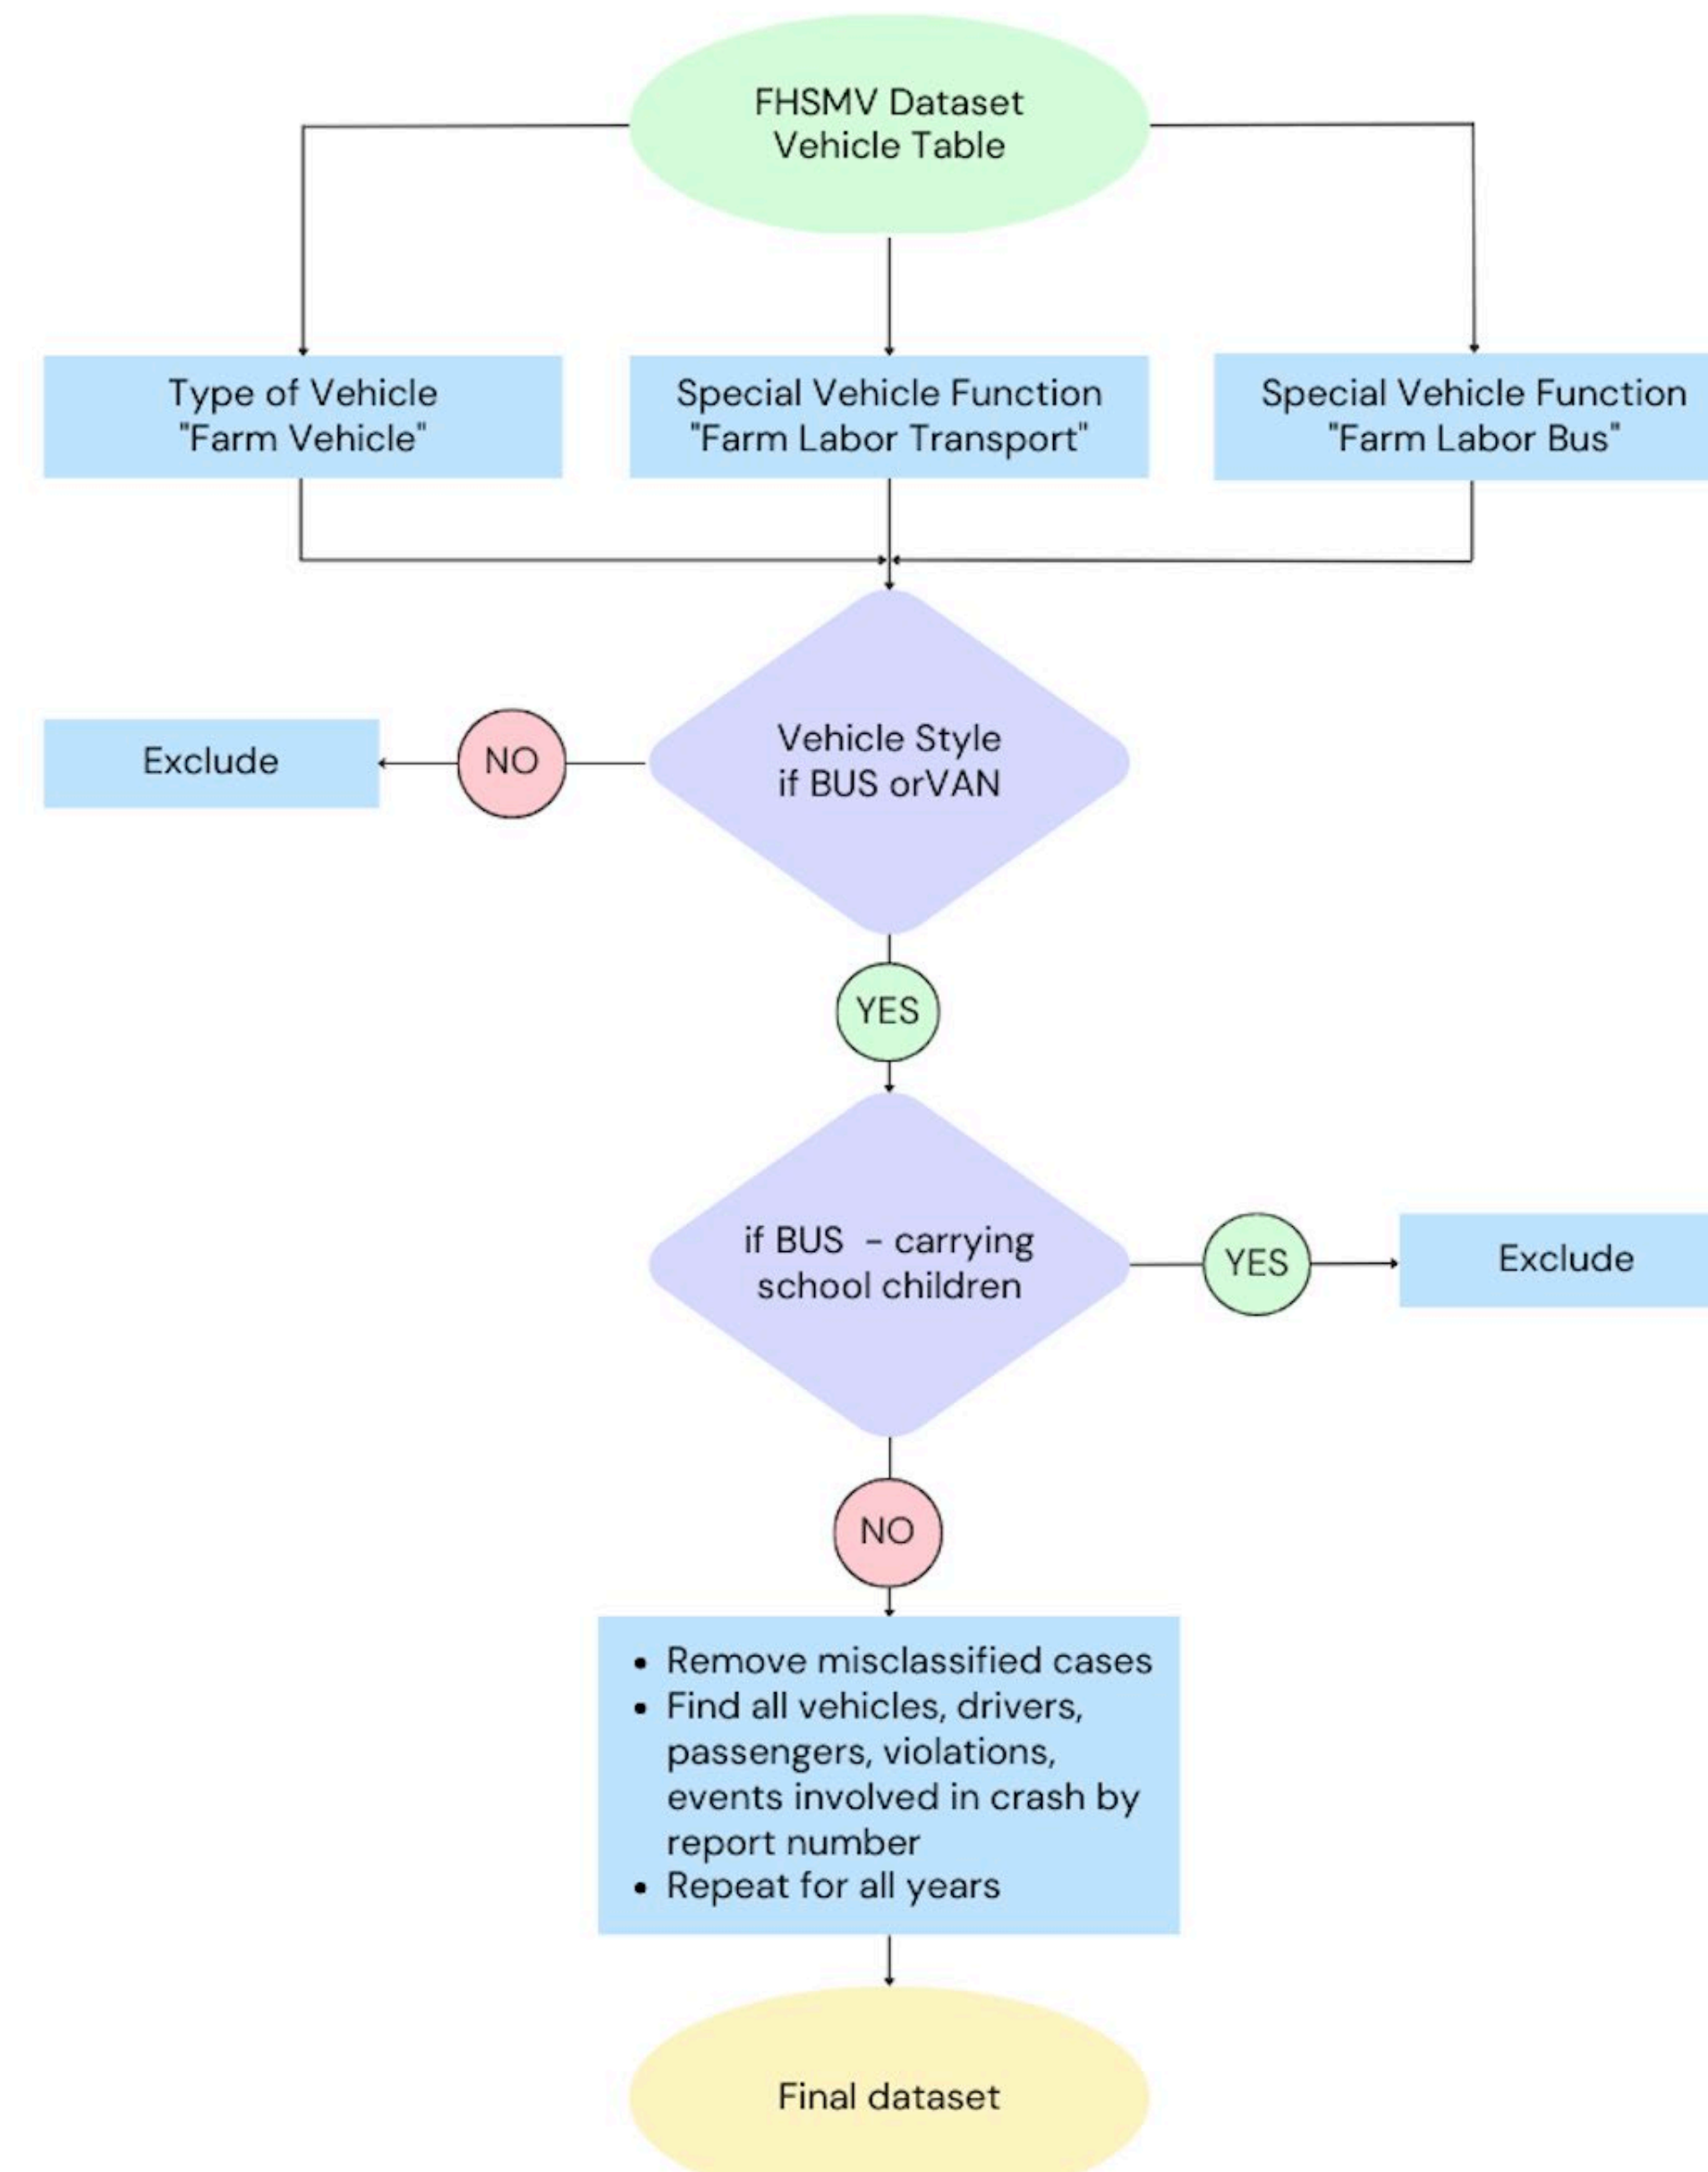 FHSMV Dataset
Vehicle Table
Type of Vehicle
"Farm Vehicle"
Special Vehicle Function
"Farm Labor Transport"
Special Vehicle Function
"Farm Labor Bus"
Vehicle Style
if BUS orVAN
NO
Exclude
YES
if BUS - carrying
school children
YES
Exclude
NO
• Remove misclassified cases
• Find all vehicles, drivers,
passengers, violations,
events involved in crash by
report number
• Repeat for all years
Final dataset